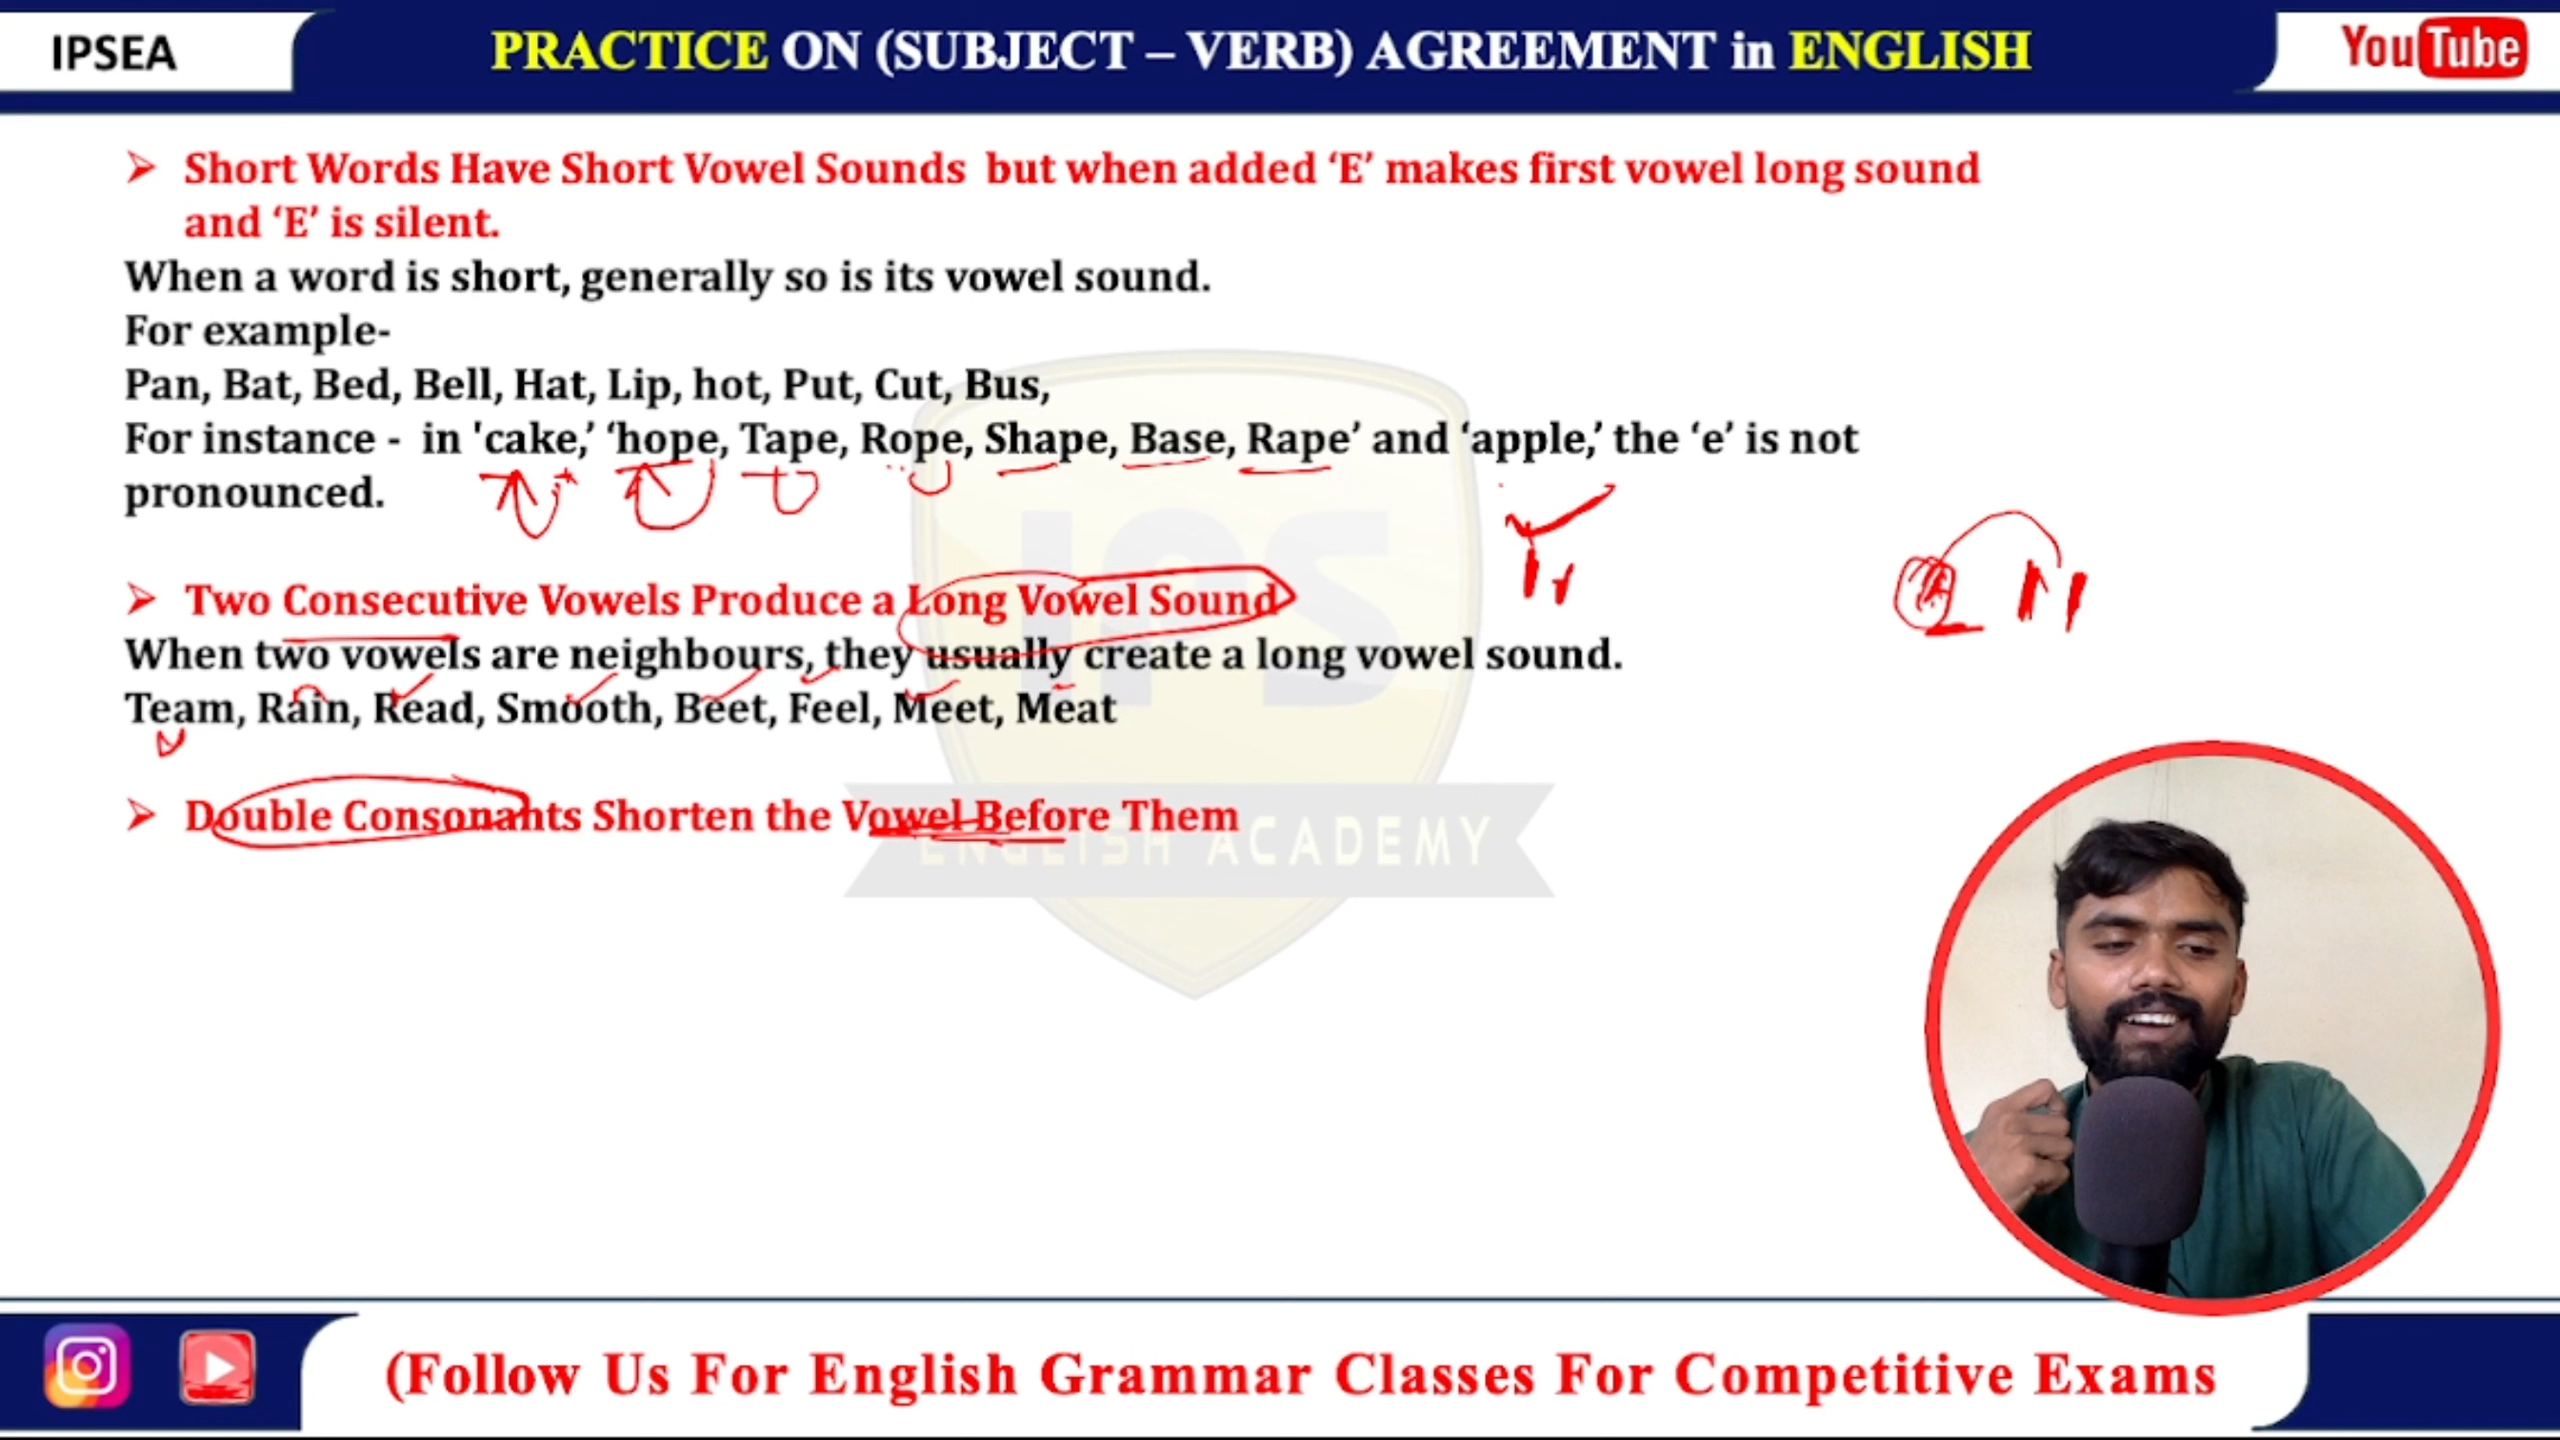 IPSEA
PRACTICE ON (SUBJECT – VERB) AGREEMENT in ENGLISH
YouTube
➢ Short Words Have Short Vowel Sounds but when added ‘E’ makes first vowel long sound
and ‘E’ is silent.
When a word is short, generally so is its vowel sound.
For example-
Pan, Bat, Bed, Bell, Hat, Lip, hot, Put, Cut, Bus,
For instance - in 'cake,’ ‘hope, Tape, Rope, Shape, Base, Rape’ and ‘apple,’ the ‘e’ is not
pronounced.
➢ Two Consecutive Vowels Produce a Long Vowel Sound
When two vowels are neighbours, they usually create a long vowel sound.
Team, Rain, Read, Smooth, Beet, Feel, Meet, Meat
➢ Double Consonants Shorten the Vowel Before Them
IPS
ENGLISH ACADEMY
(Follow Us For English Grammar Classes For Competitive Exams